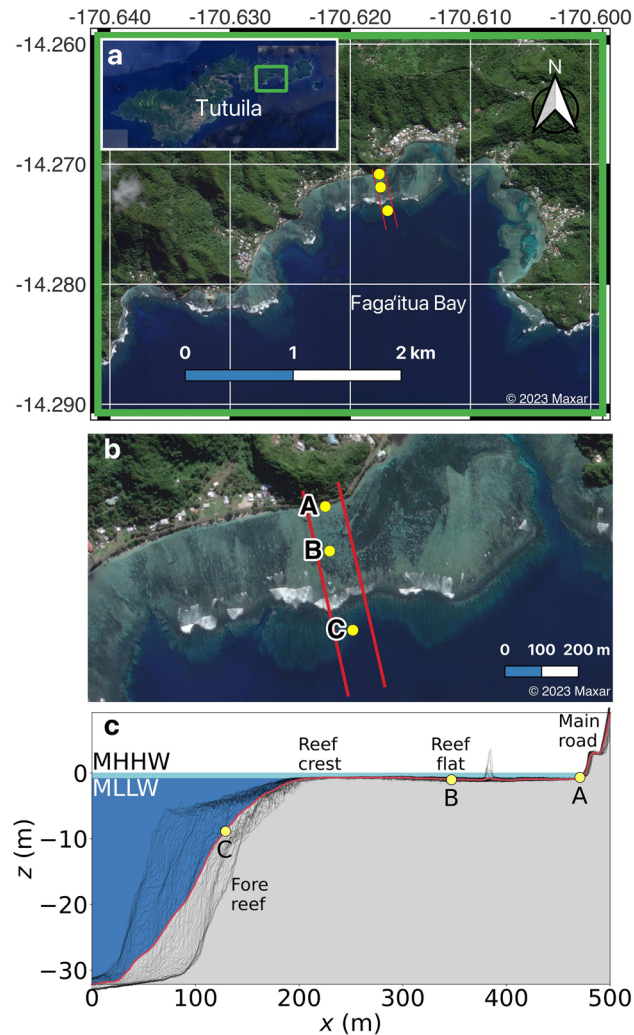 -170.640 -170.630 -170.620 -170.610 -170.600
-14.260
a
N
Tutuila
-14.270
-14.280
Faga‘itua Bay
0 1 2 km
-14.290
© 2023 Maxar
b
A
B
C
0 100 200 m
© 2023 Maxar
c
Main
road
Reef
crest
Reef
flat
MHHW
0
MLLW
B
A
−10
C
Fore
reef
z (m)
−20
−30
0 100 200 300 400 500
x (m)